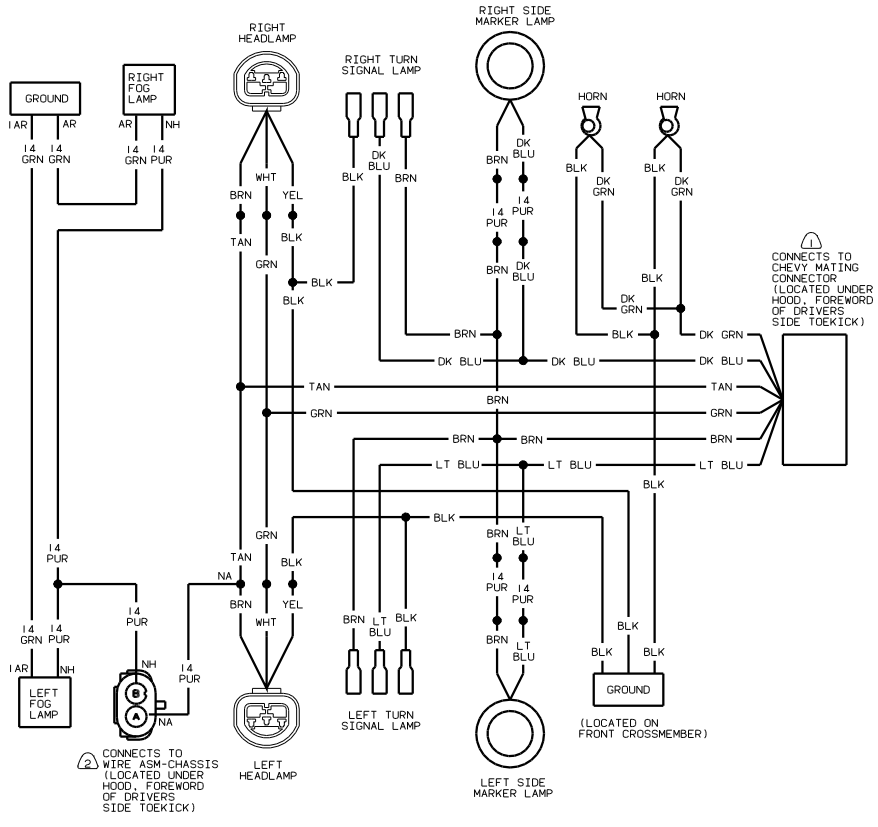 RIGHT SIDE
MARKER LAMP
RIGHT
HEADLAMP
RIGHT TURN
SIGNAL LAMP
RIGHT
FOG
LAMP
GROUND
HORN
HORN
1AR
AR
AR
NH
14
GRN
14
GRN
14
GRN
14
PUR
BRN
WHT
YEL
BLK
DK
BLU
BRN
BRN
DK
BLU
BLK
DK
GRN
BLK
DK
GRN
14
PUR
14
PUR
TAN
GRN
BLK
BLK
BLK
BRN
DK
BLU
BLK
1
CONNECTS TO
CHEVY MATING
CONNECTOR
(LOCATED UNDER
HOOD, FOREWORD
OF DRIVERS
SIDE TOEKICK)
DK
GRN
BRN
BLK
DK GRN
DK BLU
DK BLU
DK BLU
TAN
TAN
BRN
GRN
GRN
BRN
BRN
BRN
LT BLU
LT BLU
LT BLU
BLK
BLK
14
PUR
TAN
GRN
BLK
BRN
LT
BLU
NA
BRN
WHT
YEL
14
PUR
14
PUR
14
PUR
BRN
LT
BLU
BLK
14
GRN
14
PUR
BRN
LT
BLU
BLK
BLK
BLK
1AR
NH
NH
14
PUR
LEFT
FOG
LAMP
B
A
NA
GROUND
(LOCATED ON
FRONT CROSSMEMBER)
LEFT TURN
SIGNAL LAMP
2
CONNECTS TO
WIRE ASM-CHASSIS
(LOCATED UNDER
HOOD, FOREWORD
OF DRIVERS
SIDE TOEKICK)
LEFT
HEADLAMP
LEFT SIDE
MARKER LAMP